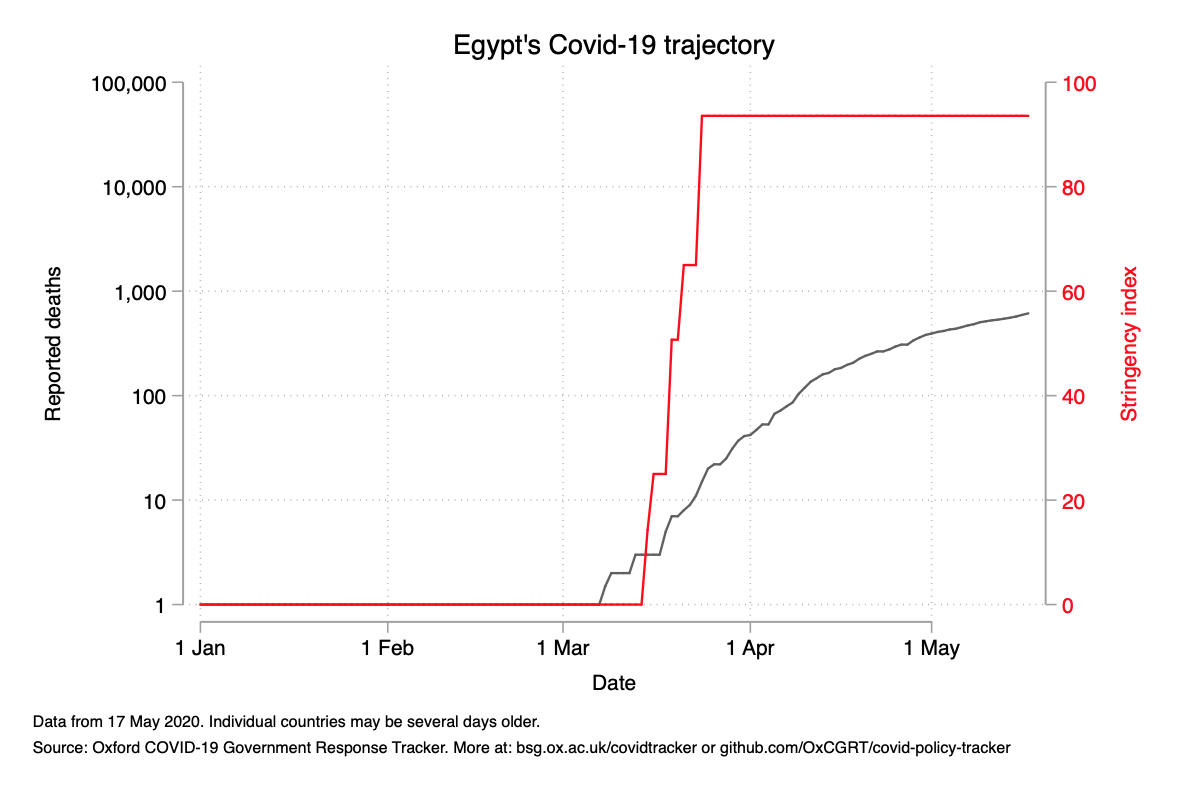 Egypt's Covid-19 trajectory
100,000
10,000
1,000
100
10
1
Reported deaths
100
80
60
40
20
0
Stringency index
1 Jan
1 Feb
1 Mar
1 Apr
1 May
Date
Data from 17 May 2020. Individual countries may be several days older.
Source: Oxford COVID-19 Government Response Tracker. More at: bsg.ox.ac.uk/covidtracker or github.com/OxCGRT/covid-policy-tracker